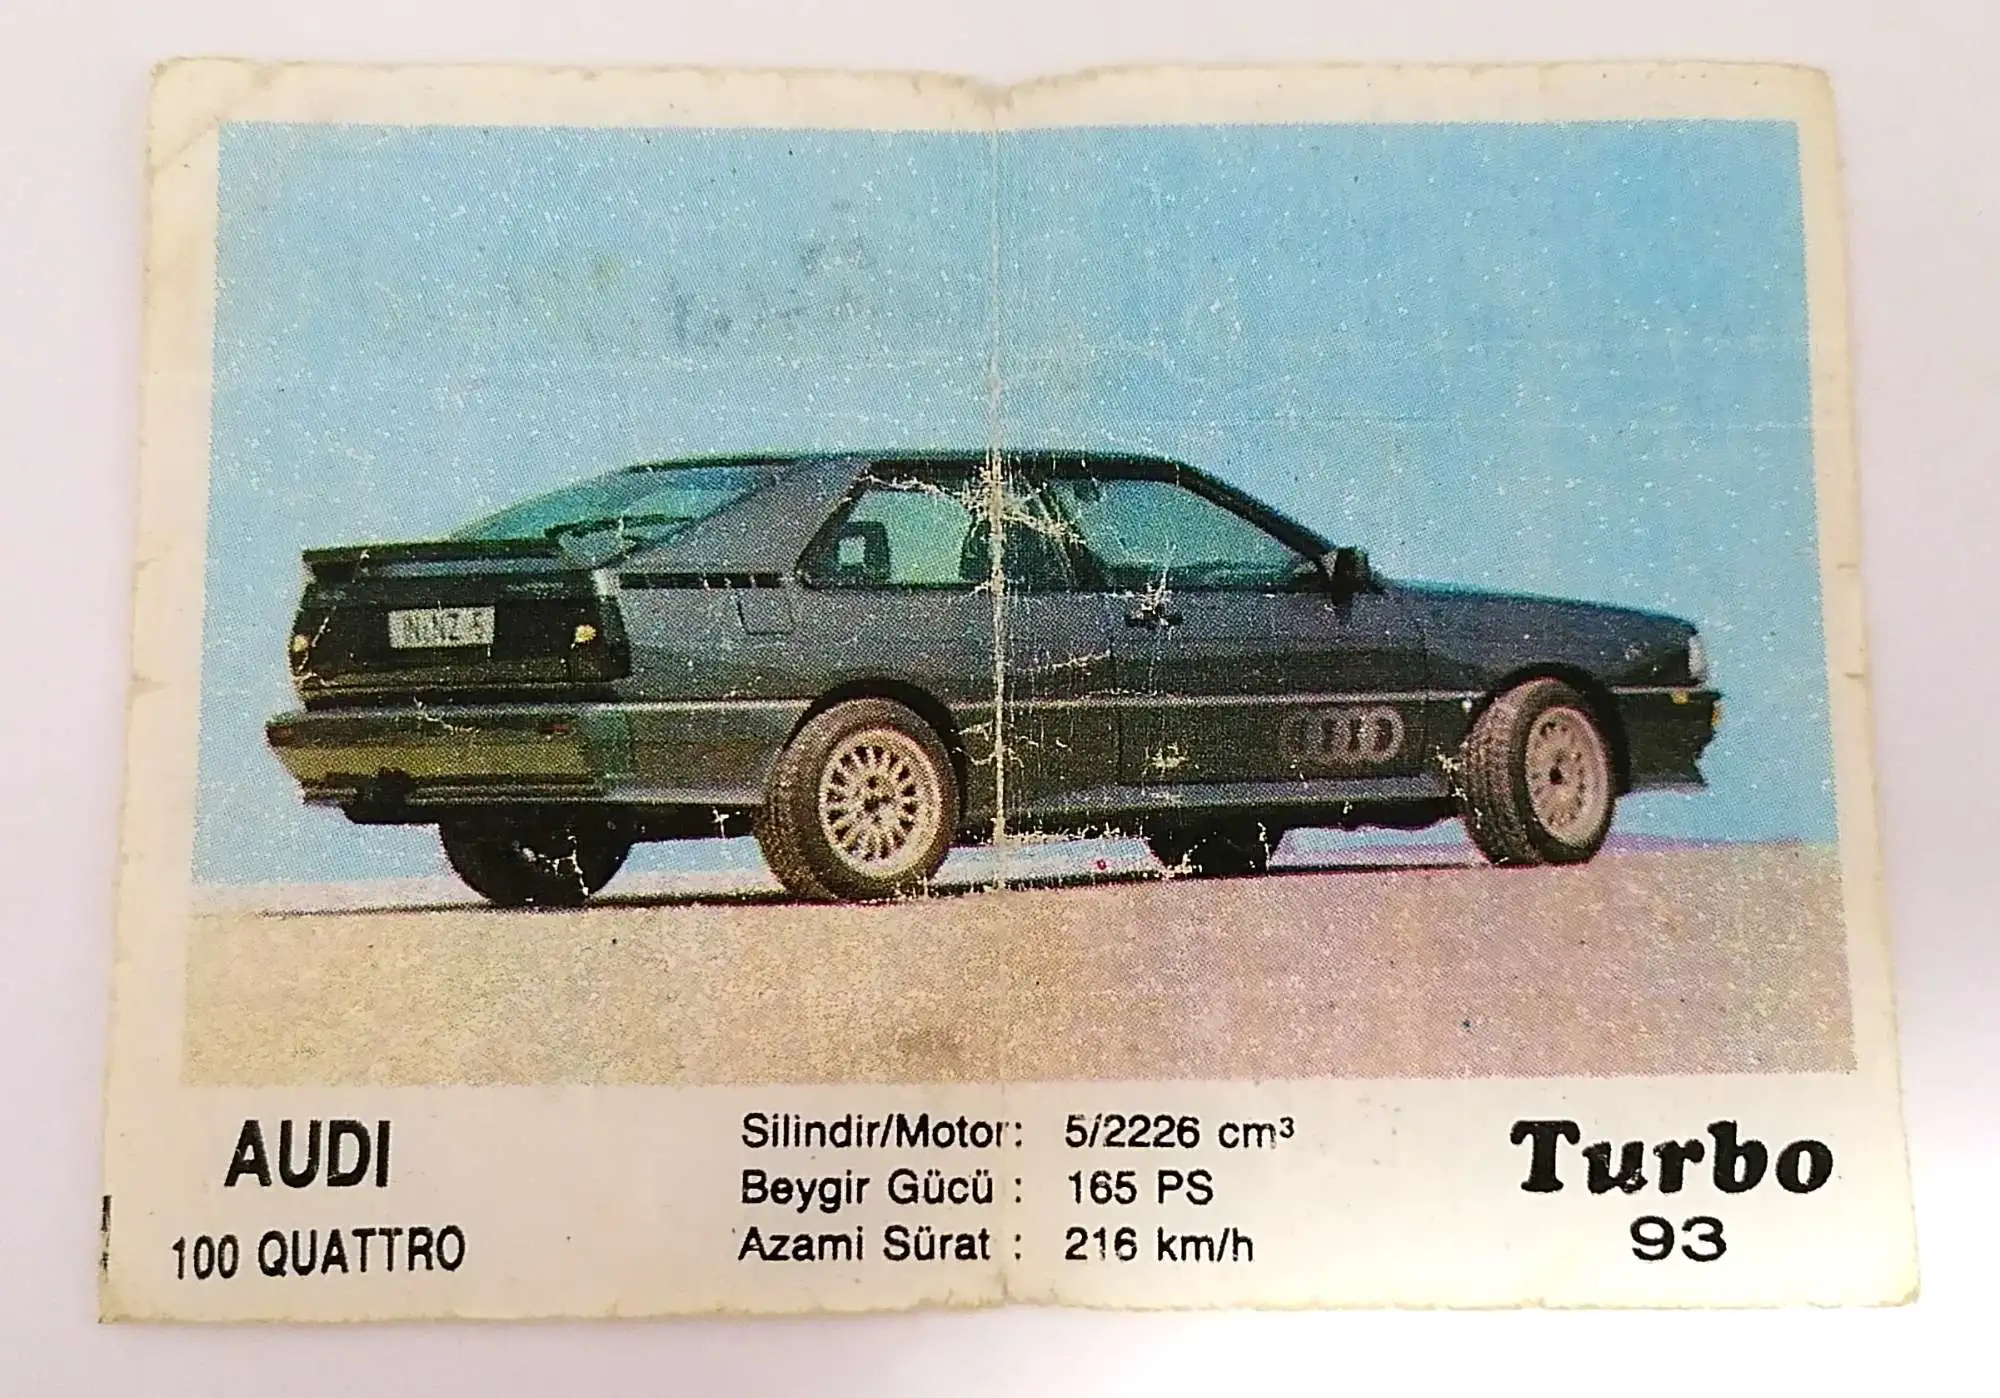 AUDI
100 QUATTRO
Silindir/Motor: 5/2226 cm³
Beygir Gücü : 165 PS
Azami Sürat : 216 km/h
Turbo
93